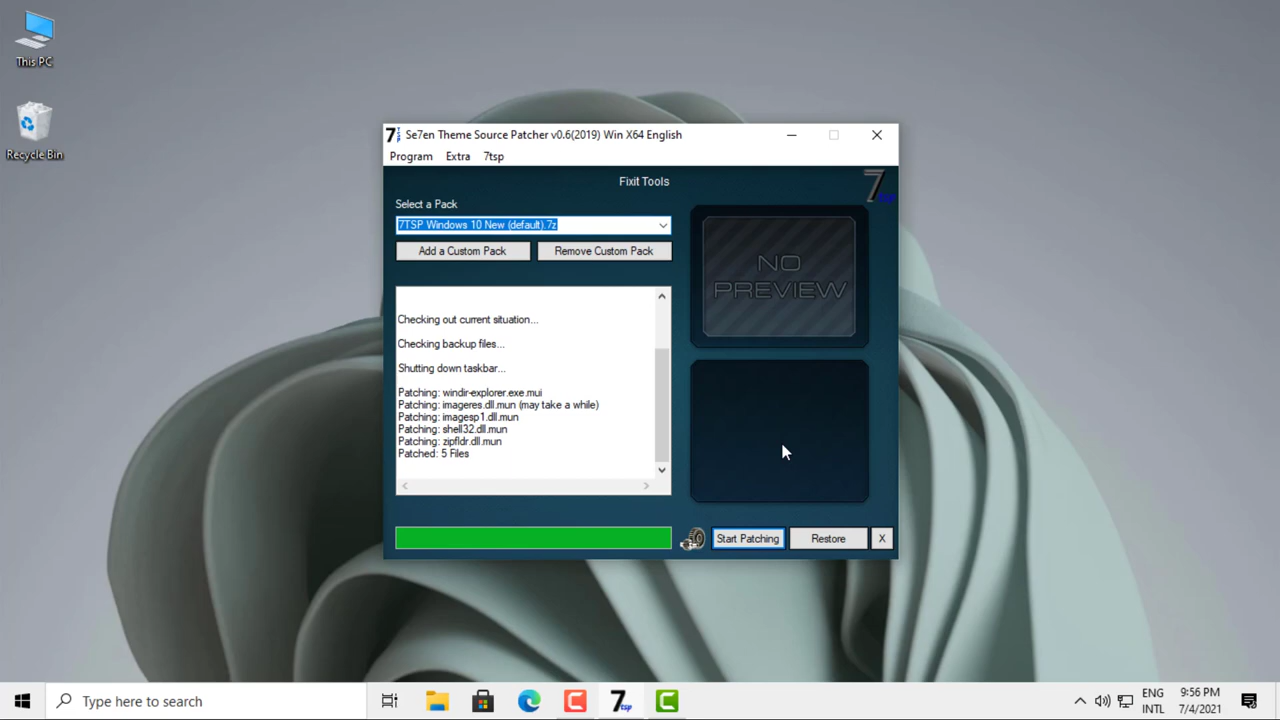 This PC
Recycle Bin
7tsp Se7en Theme Source Patcher v0.6(2019) Win X64 English
Program Extra 7tsp
Fixit Tools
7tsp
Select a Pack
7TSP Windows 10 New (default).7z
Add a Custom Pack Remove Custom Pack
NO
PREVIEW
Checking out current situation...
Checking backup files...
Shutting down taskbar...
Patching: windir-explorer.exe.mui
Patching: imageres.dll.mun (may take a while)
Patching: imagesp1.dll.mun
Patching: shell32.dll.mun
Patching: zipfldr.dll.mun
Patched: 5 Files
Start Patching Restore X
Type here to search
7tsp
ENG
INTL
9:56 PM
7/4/2021